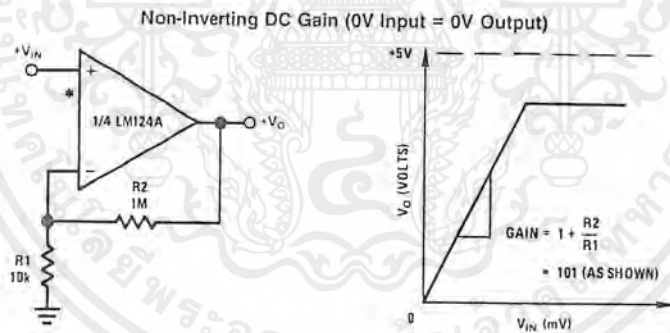 Non-Inverting DC Gain (0V Input = 0V Output)
+VIN
+
*
1/4 LM124A
+VO
−
R2
1M
R1
10k
+5V
VO (VOLTS)
GAIN = 1 + R2/R1
= 101 (AS SHOWN)
0
VIN (mV)